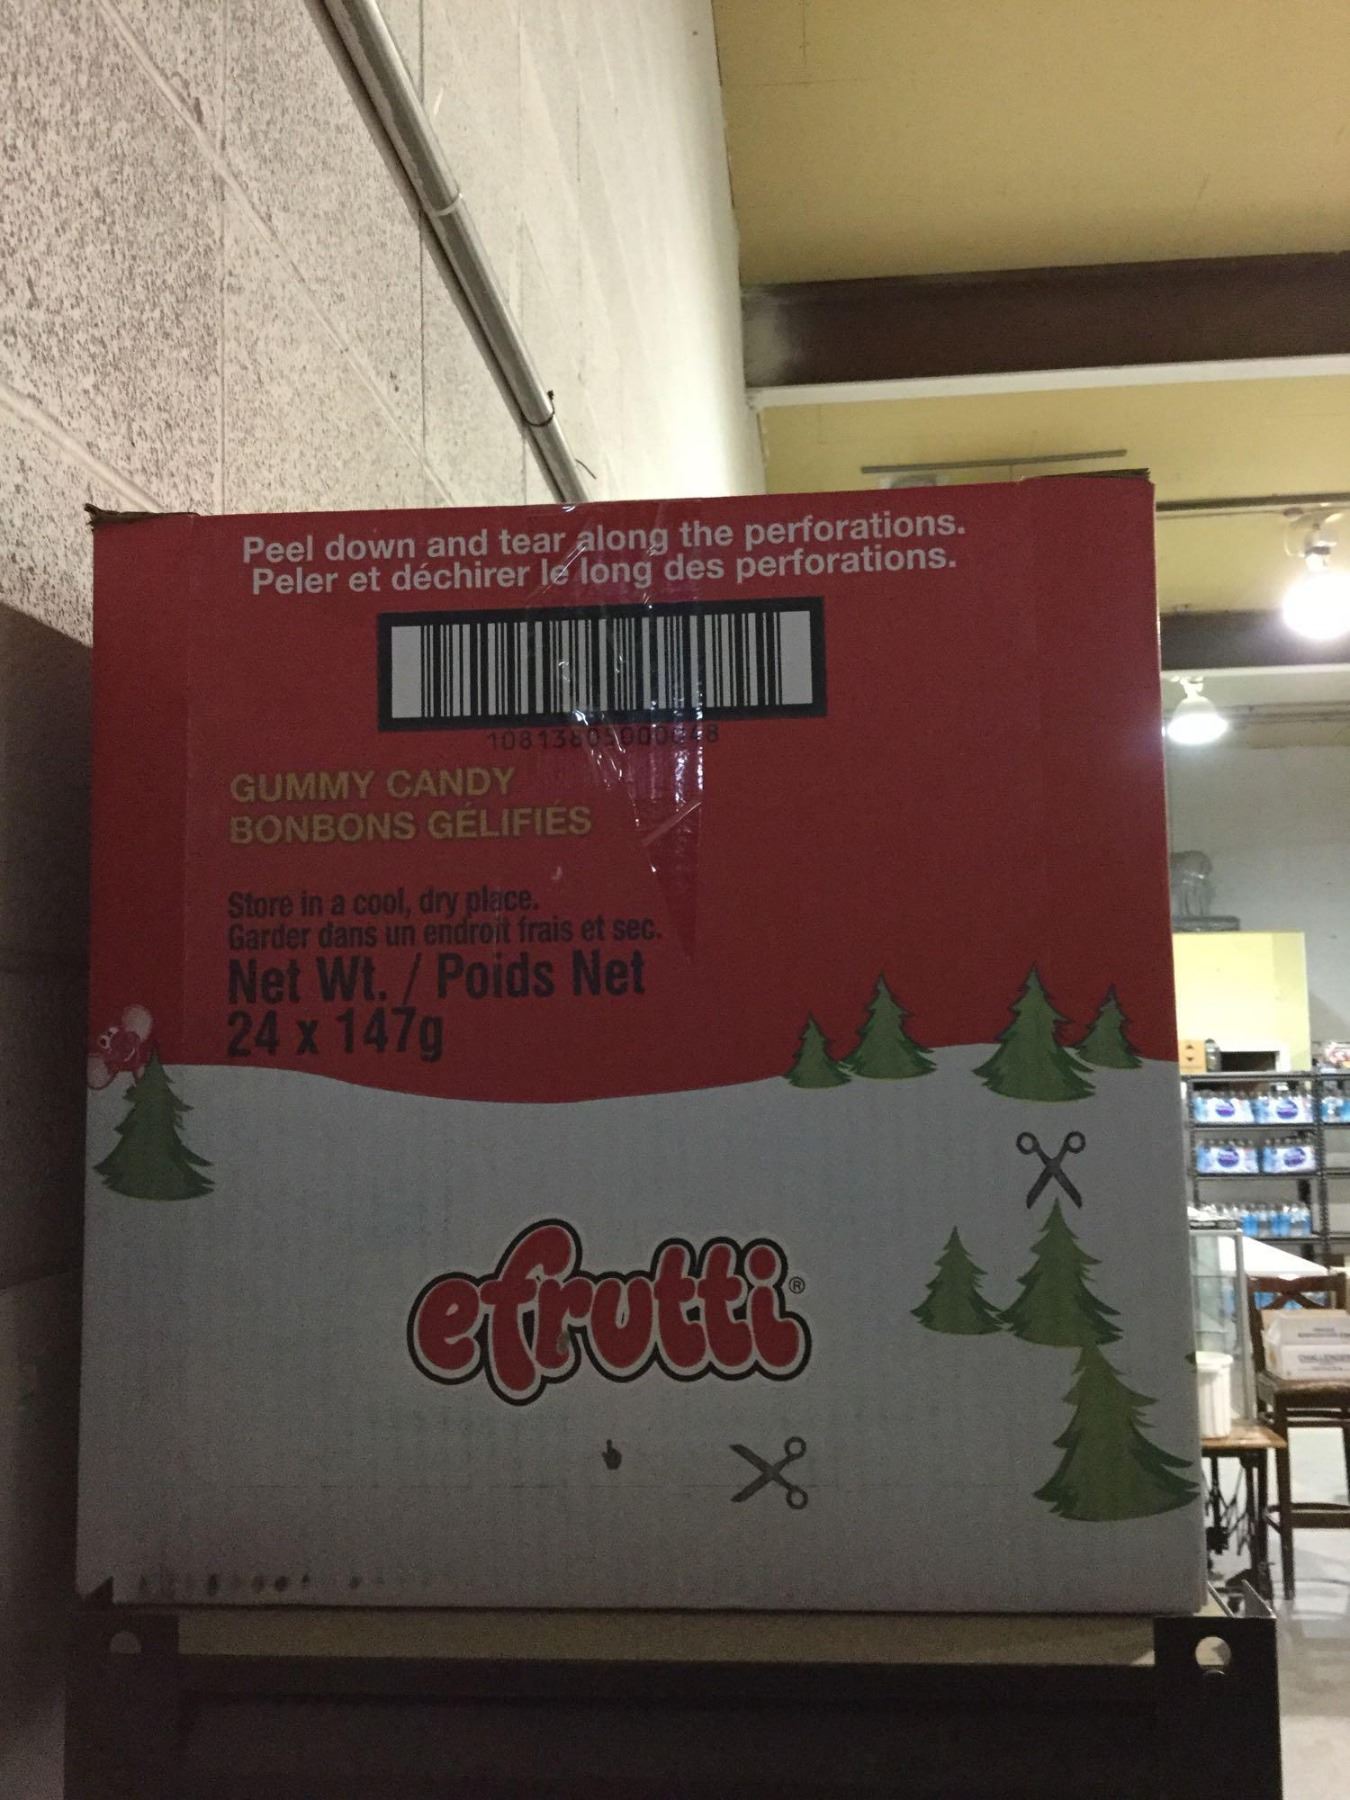 Peel down and tear along the perforations.
Peler et déchirer le long des perforations.
GUMMY CANDY
BONBONS GÉLIFIÉS
Store in a cool, dry place.
Garder dans un endroit frais et sec.
Net Wt. / Poids Net
24 x 147g
efrutti®